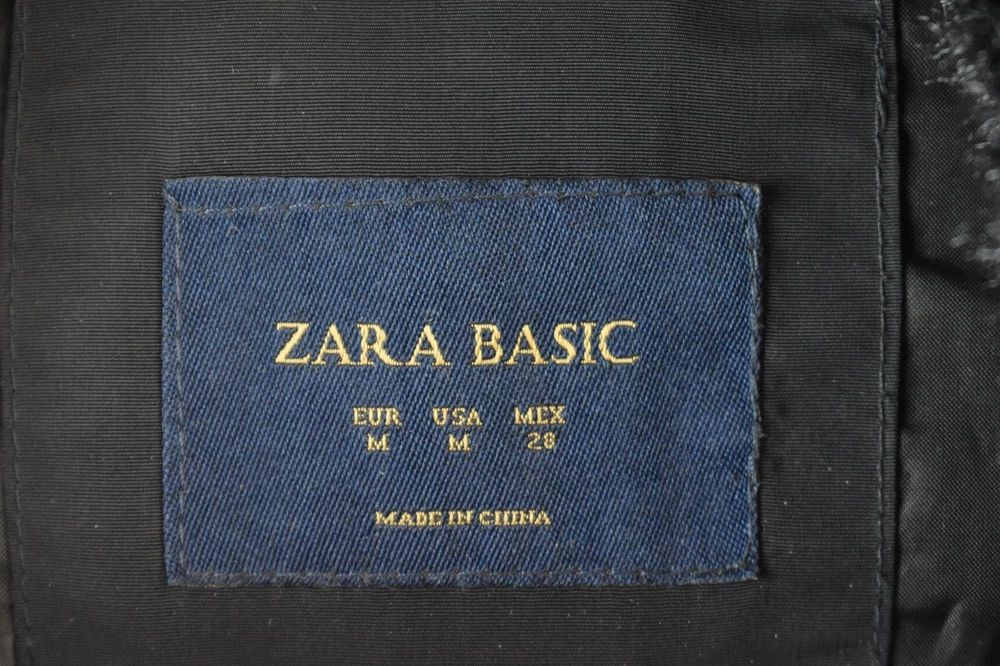 ZARA BASIC
EUR USA MEX
M M 28
MADE IN CHINA